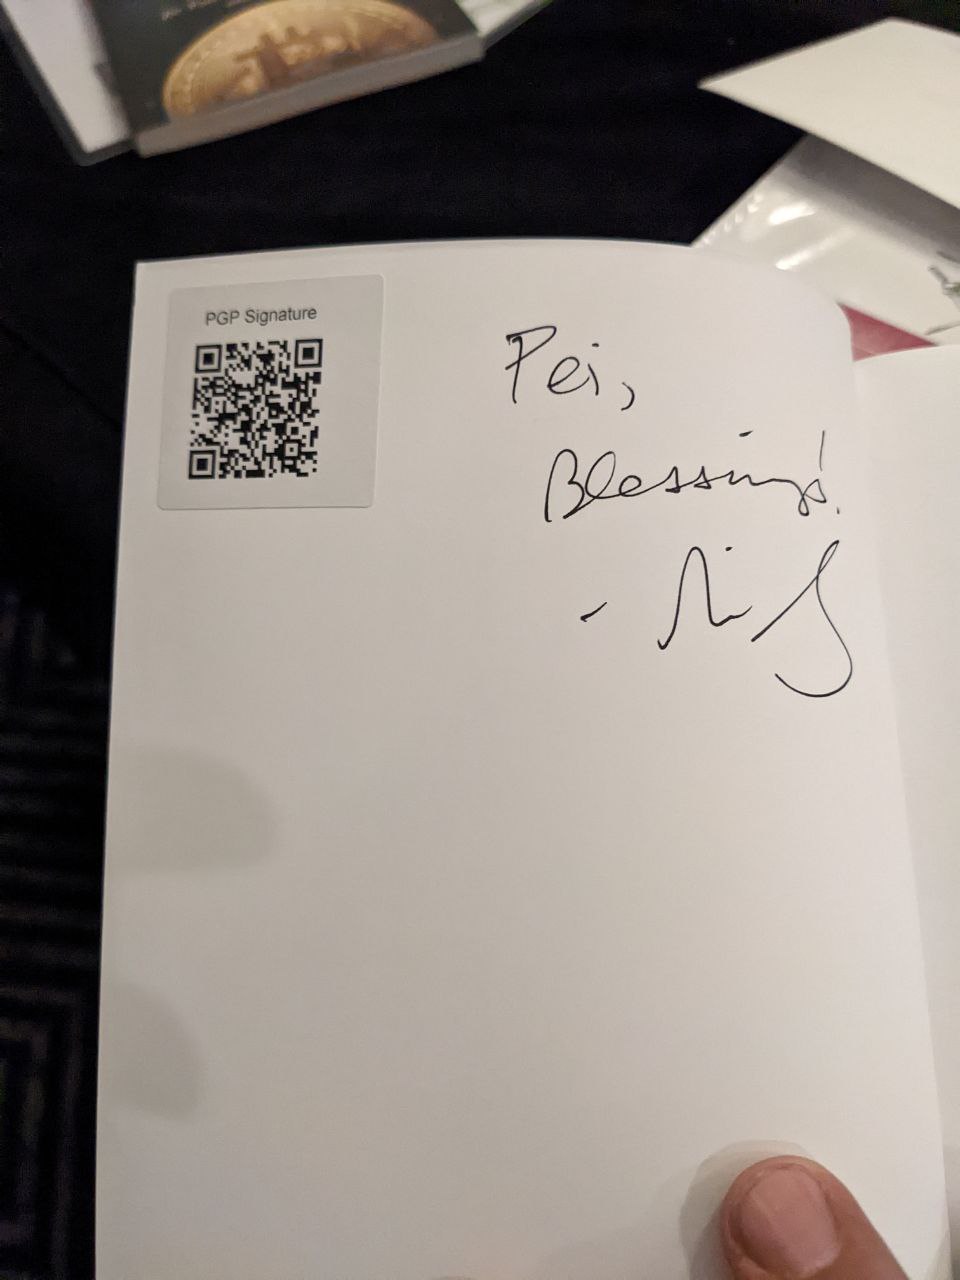 PGP Signature
Pei,
Blessings!